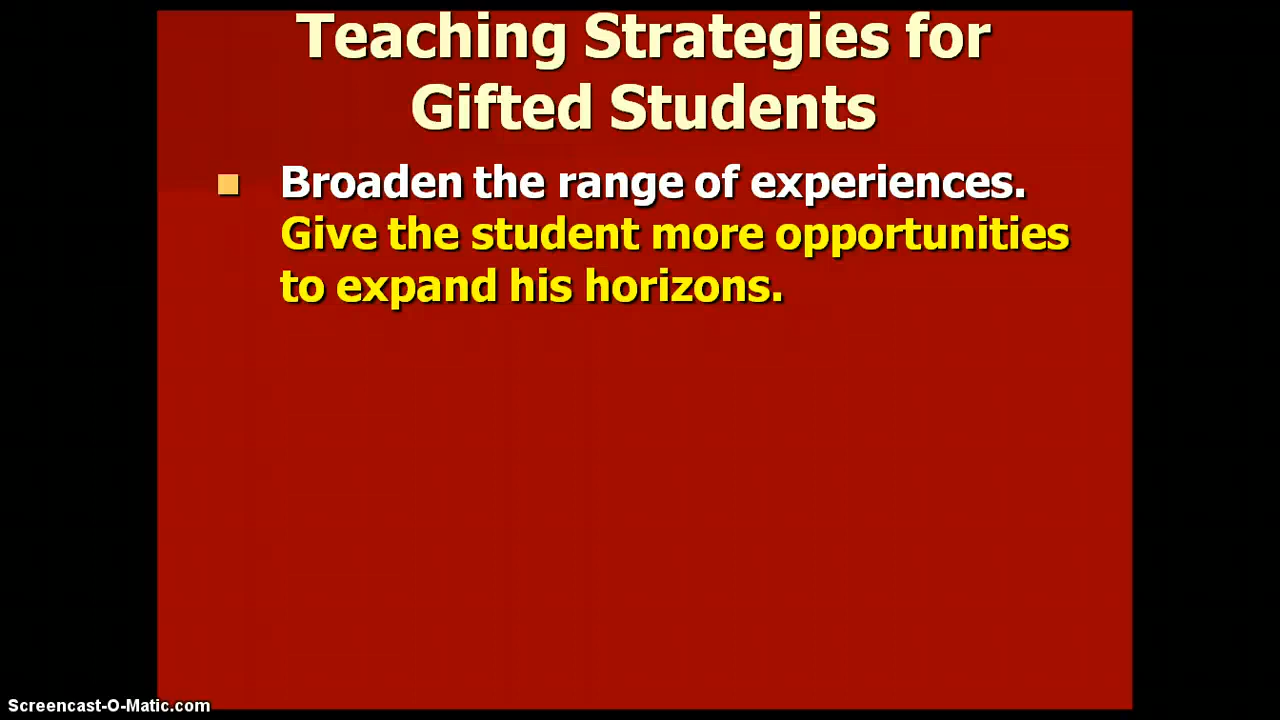 Teaching Strategies for
Gifted Students
Broaden the range of experiences.
Give the student more opportunities
to expand his horizons.
Screencast-O-Matic.com